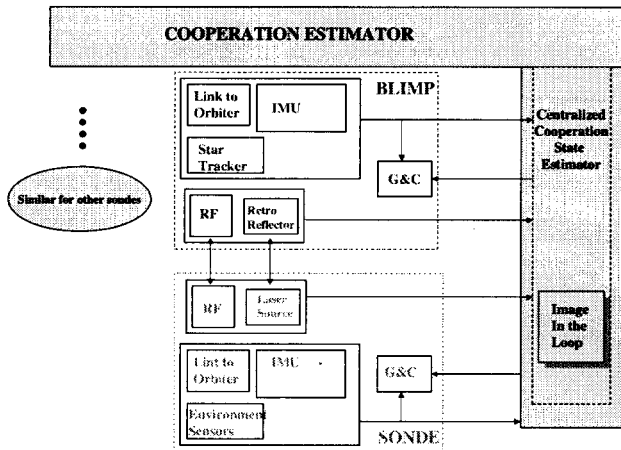 COOPERATION ESTIMATOR
BLIMP
Link to
Orbiter
IMU
Star
Tracker
G&C
RF
Retro
Reflector
Similar for other sondes
Centralized
Cooperation
State
Estimator
RF
Laser
Source
Image
In the
Loop
Lint to
Orbiter
IMU
G&C
Environment
Sensors
SONDE